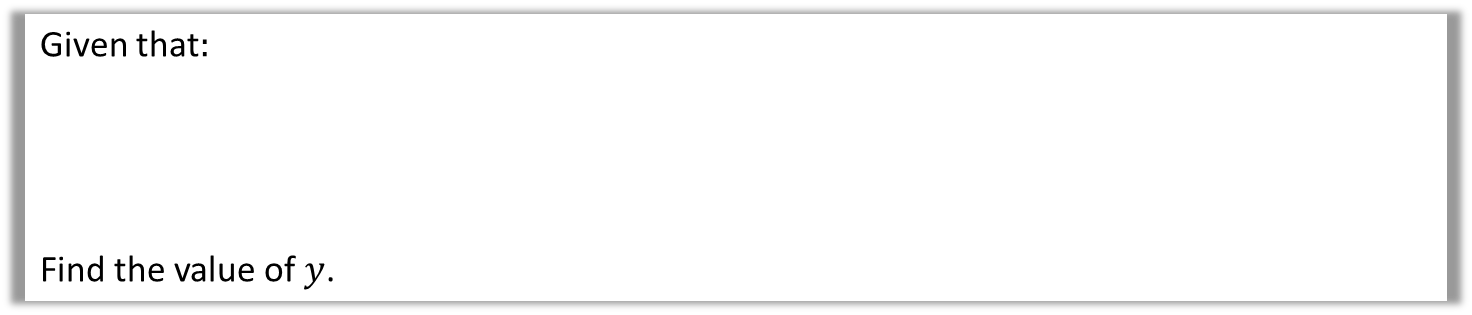 Given that:
Find the value of y.